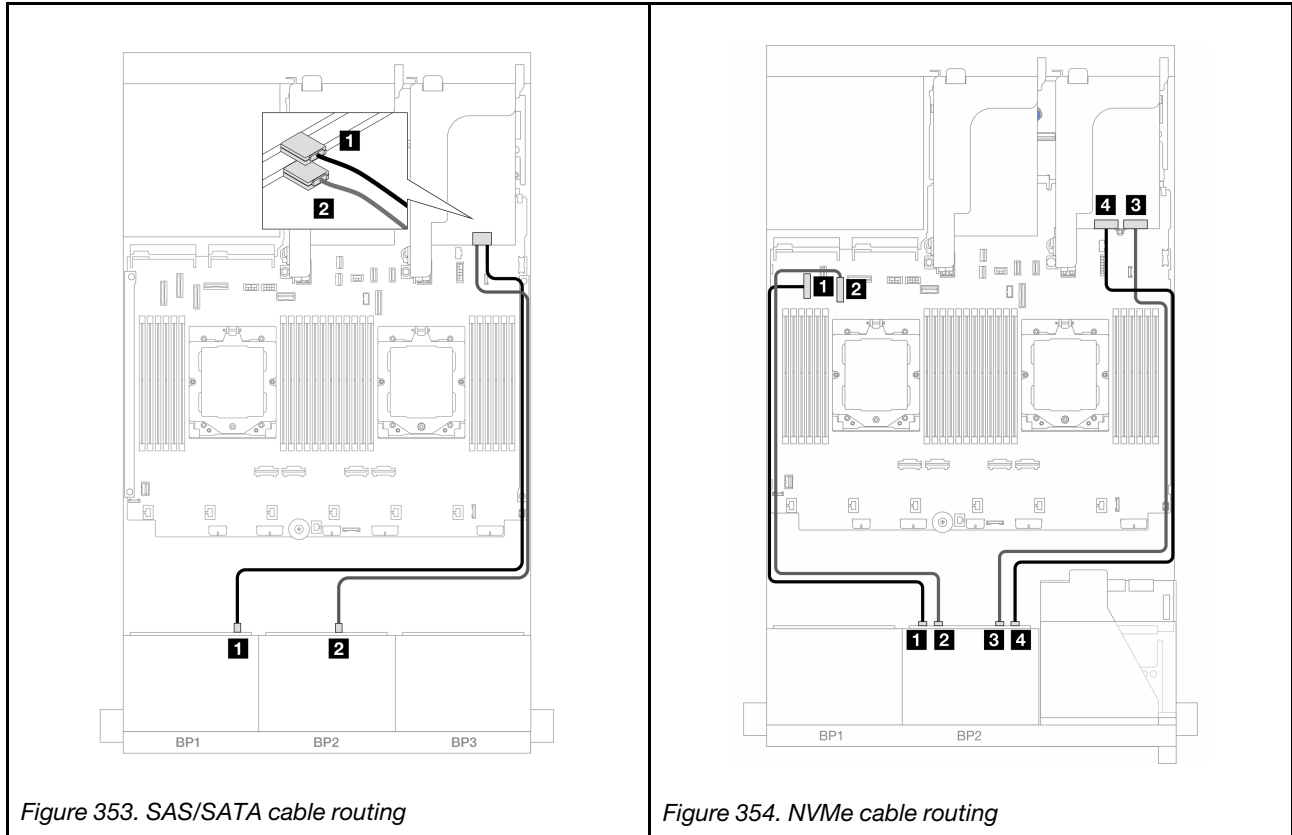 1
2
1
2
BP1
BP2
BP3
Figure 353. SAS/SATA cable routing
4
3
1
2
1
2
3
4
BP1
BP2
Figure 354. NVMe cable routing